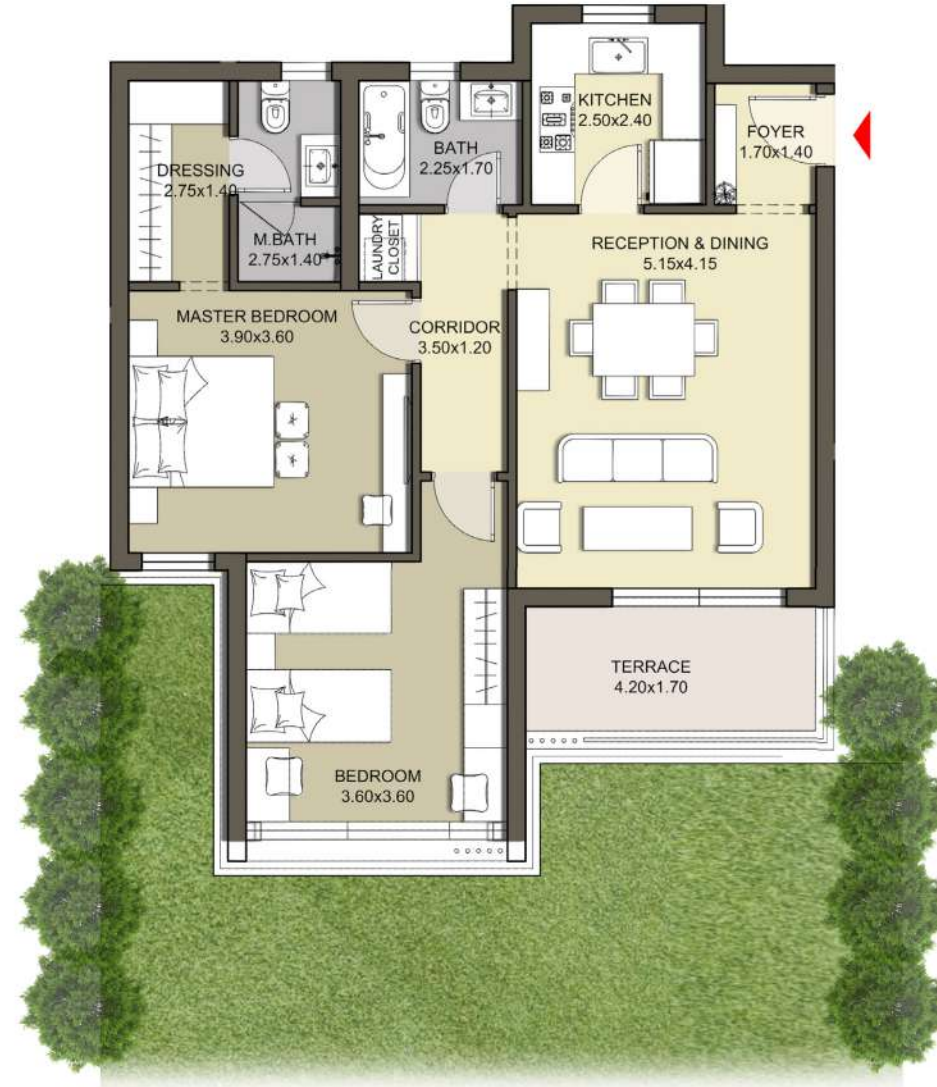 KITCHEN
2.50x2.40
FOYER
1.70x1.40
BATH
2.25x1.70
DRESSING
2.75x1.40
M.BATH
2.75x1.40
LAUNDRY
CLOSET
RECEPTION & DINING
5.15x4.15
MASTER BEDROOM
3.90x3.60
CORRIDOR
3.50x1.20
TERRACE
4.20x1.70
BEDROOM
3.60x3.60